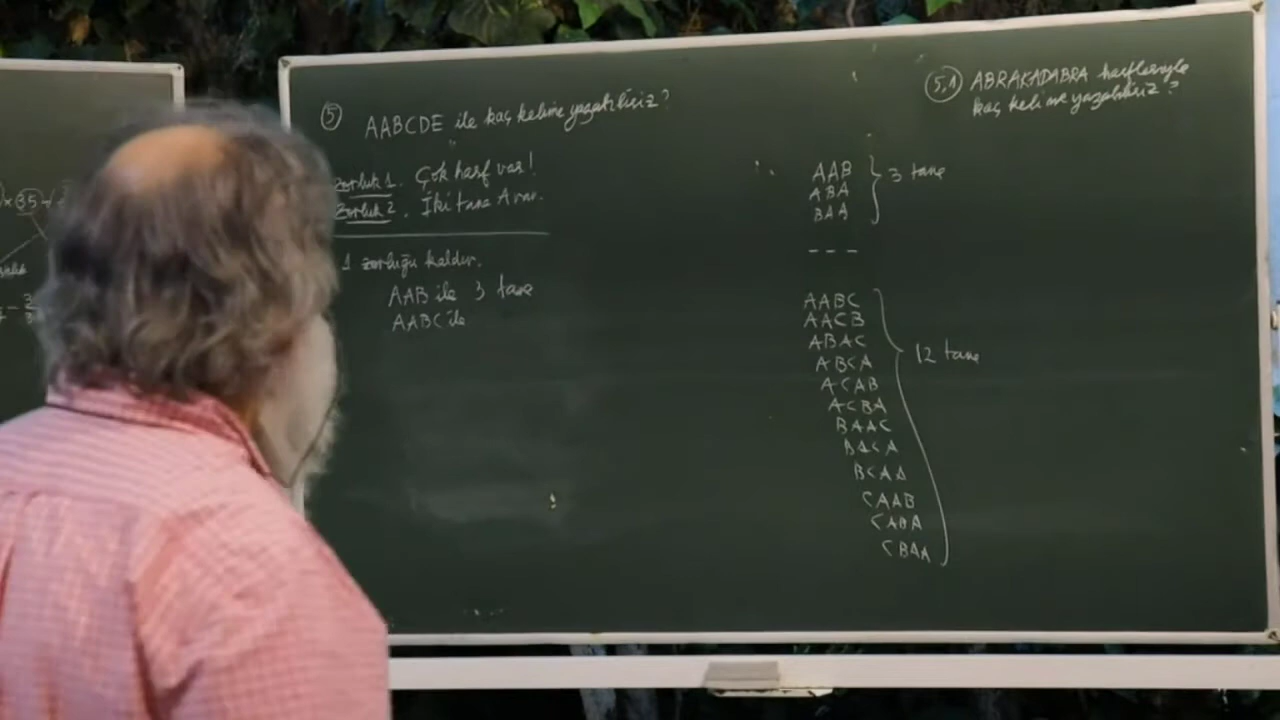 ×35
⑤ AABCDE ile kaç kelime yazabiliriz?
Zorluk 1. Çok harf var!
Zorluk 2. İki tane A var.
1 zorluğu kaldır.
AAB ile 3 tane
AABC ile
5,1 ABRAKADABRA harfleriyle
kaç kelime yazabiliriz?
AAB
ABA
BAA
3 tane
---
AABC
AACB
ABAC
ABCA
ACAB
ACBA
BAAC
BACA
BCAA
CAAB
CABA
CBAA
12 tane